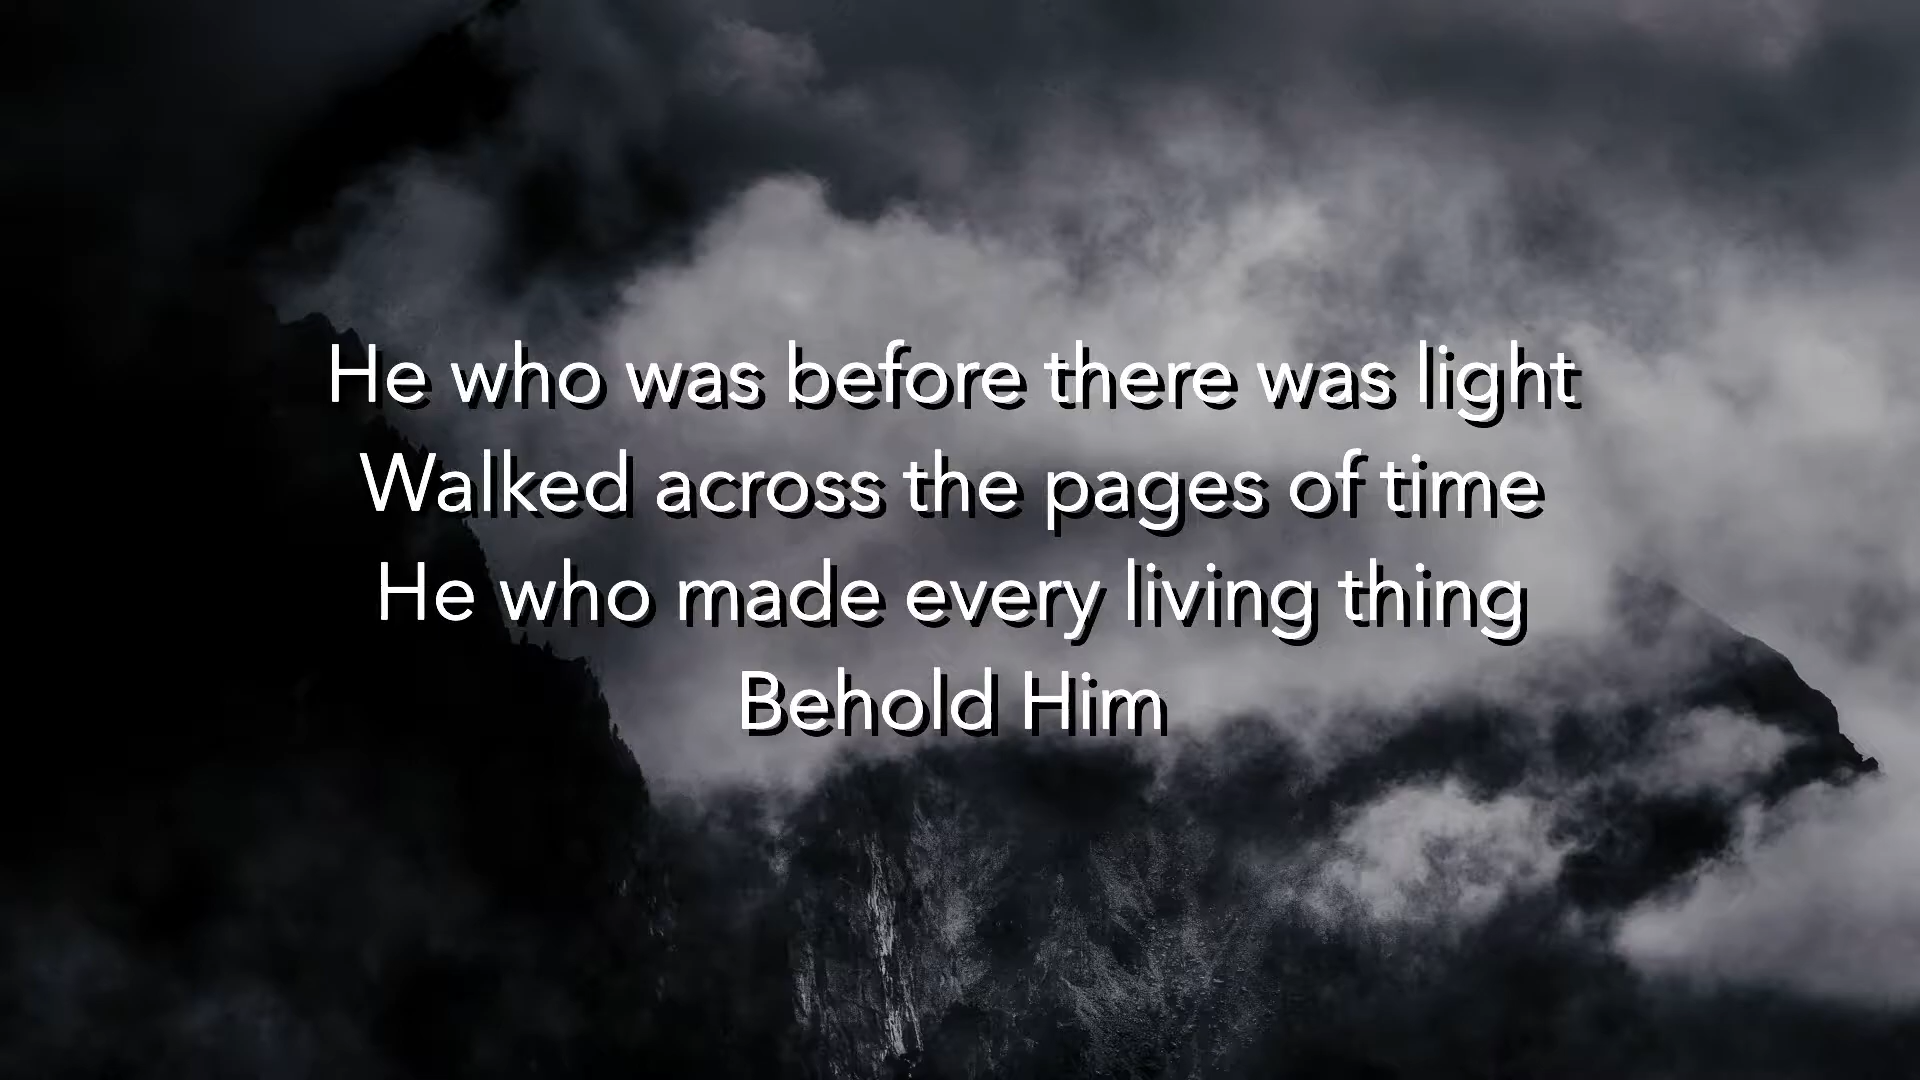 He who was before there was light
Walked across the pages of time
He who made every living thing
Behold Him